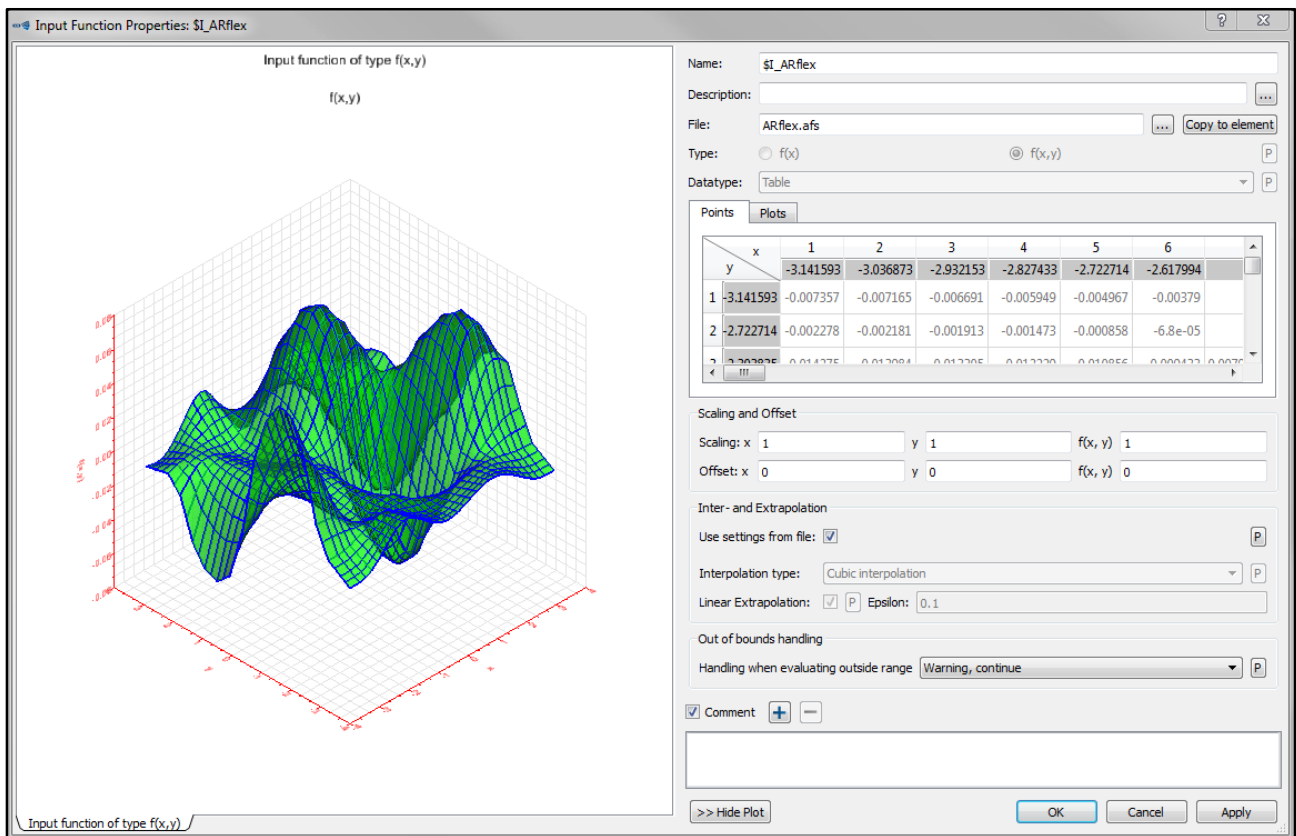 Input Function Properties: $I_ARflex
Input function of type f(x,y)
f(x,y)
Input function of type f(x,y)
Name: $I_ARflex
Description: ...
File: ARflex.afs ... Copy to element
Type: f(x) f(x,y) P
Datatype: Table P
Points Plots
x 1 2 3 4 5 6
y -3.141593 -3.036873 -2.932153 -2.827433 -2.722714 -2.617994
1 -3.141593 -0.007357 -0.007165 -0.006691 -0.005949 -0.004967 -0.00379
2 -2.722714 -0.002278 -0.002181 -0.001913 -0.001473 -0.000858 -6.8e-05
Scaling and Offset
Scaling: x 1 y 1 f(x, y) 1
Offset: x 0 y 0 f(x, y) 0
Inter- and Extrapolation
Use settings from file: P
Interpolation type: Cubic interpolation P
Linear Extrapolation: P Epsilon: 0.1
Out of bounds handling
Handling when evaluating outside range Warning, continue P
Comment
>> Hide Plot OK Cancel Apply